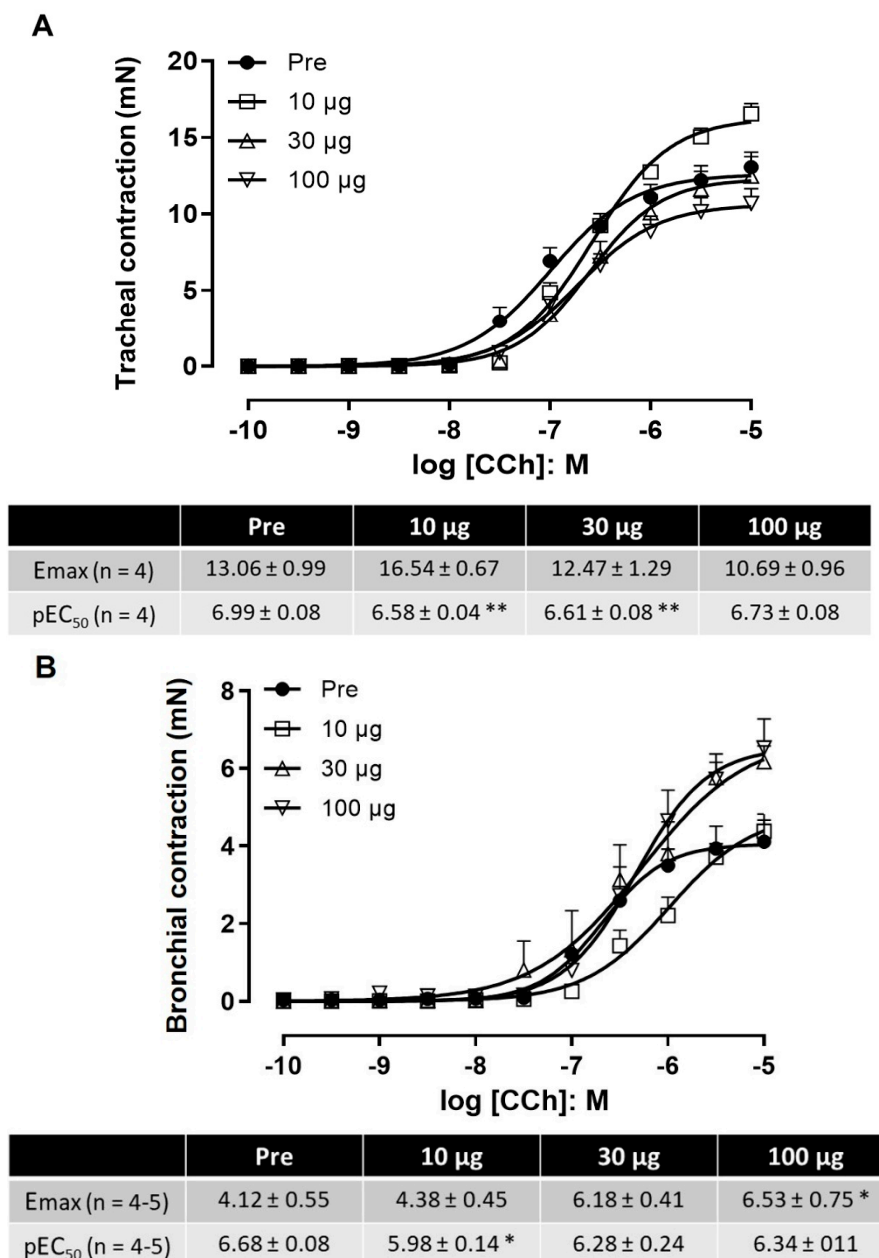 A
Tracheal contraction (mN)
20
15
10
5
0
Pre
10 µg
30 µg
100 µg
-10 -9 -8 -7 -6 -5
log [CCh]: M
Pre 10 µg 30 µg 100 µg
Emax (n = 4) 13.06 ± 0.99 16.54 ± 0.67 12.47 ± 1.29 10.69 ± 0.96
pEC₅₀ (n = 4) 6.99 ± 0.08 6.58 ± 0.04 ** 6.61 ± 0.08 ** 6.73 ± 0.08
B
Bronchial contraction (mN)
8
6
4
2
0
Pre
10 µg
30 µg
100 µg
-10 -9 -8 -7 -6 -5
log [CCh]: M
Pre 10 µg 30 µg 100 µg
Emax (n = 4-5) 4.12 ± 0.55 4.38 ± 0.45 6.18 ± 0.41 6.53 ± 0.75 *
pEC₅₀ (n = 4-5) 6.68 ± 0.08 5.98 ± 0.14 * 6.28 ± 0.24 6.34 ± 011